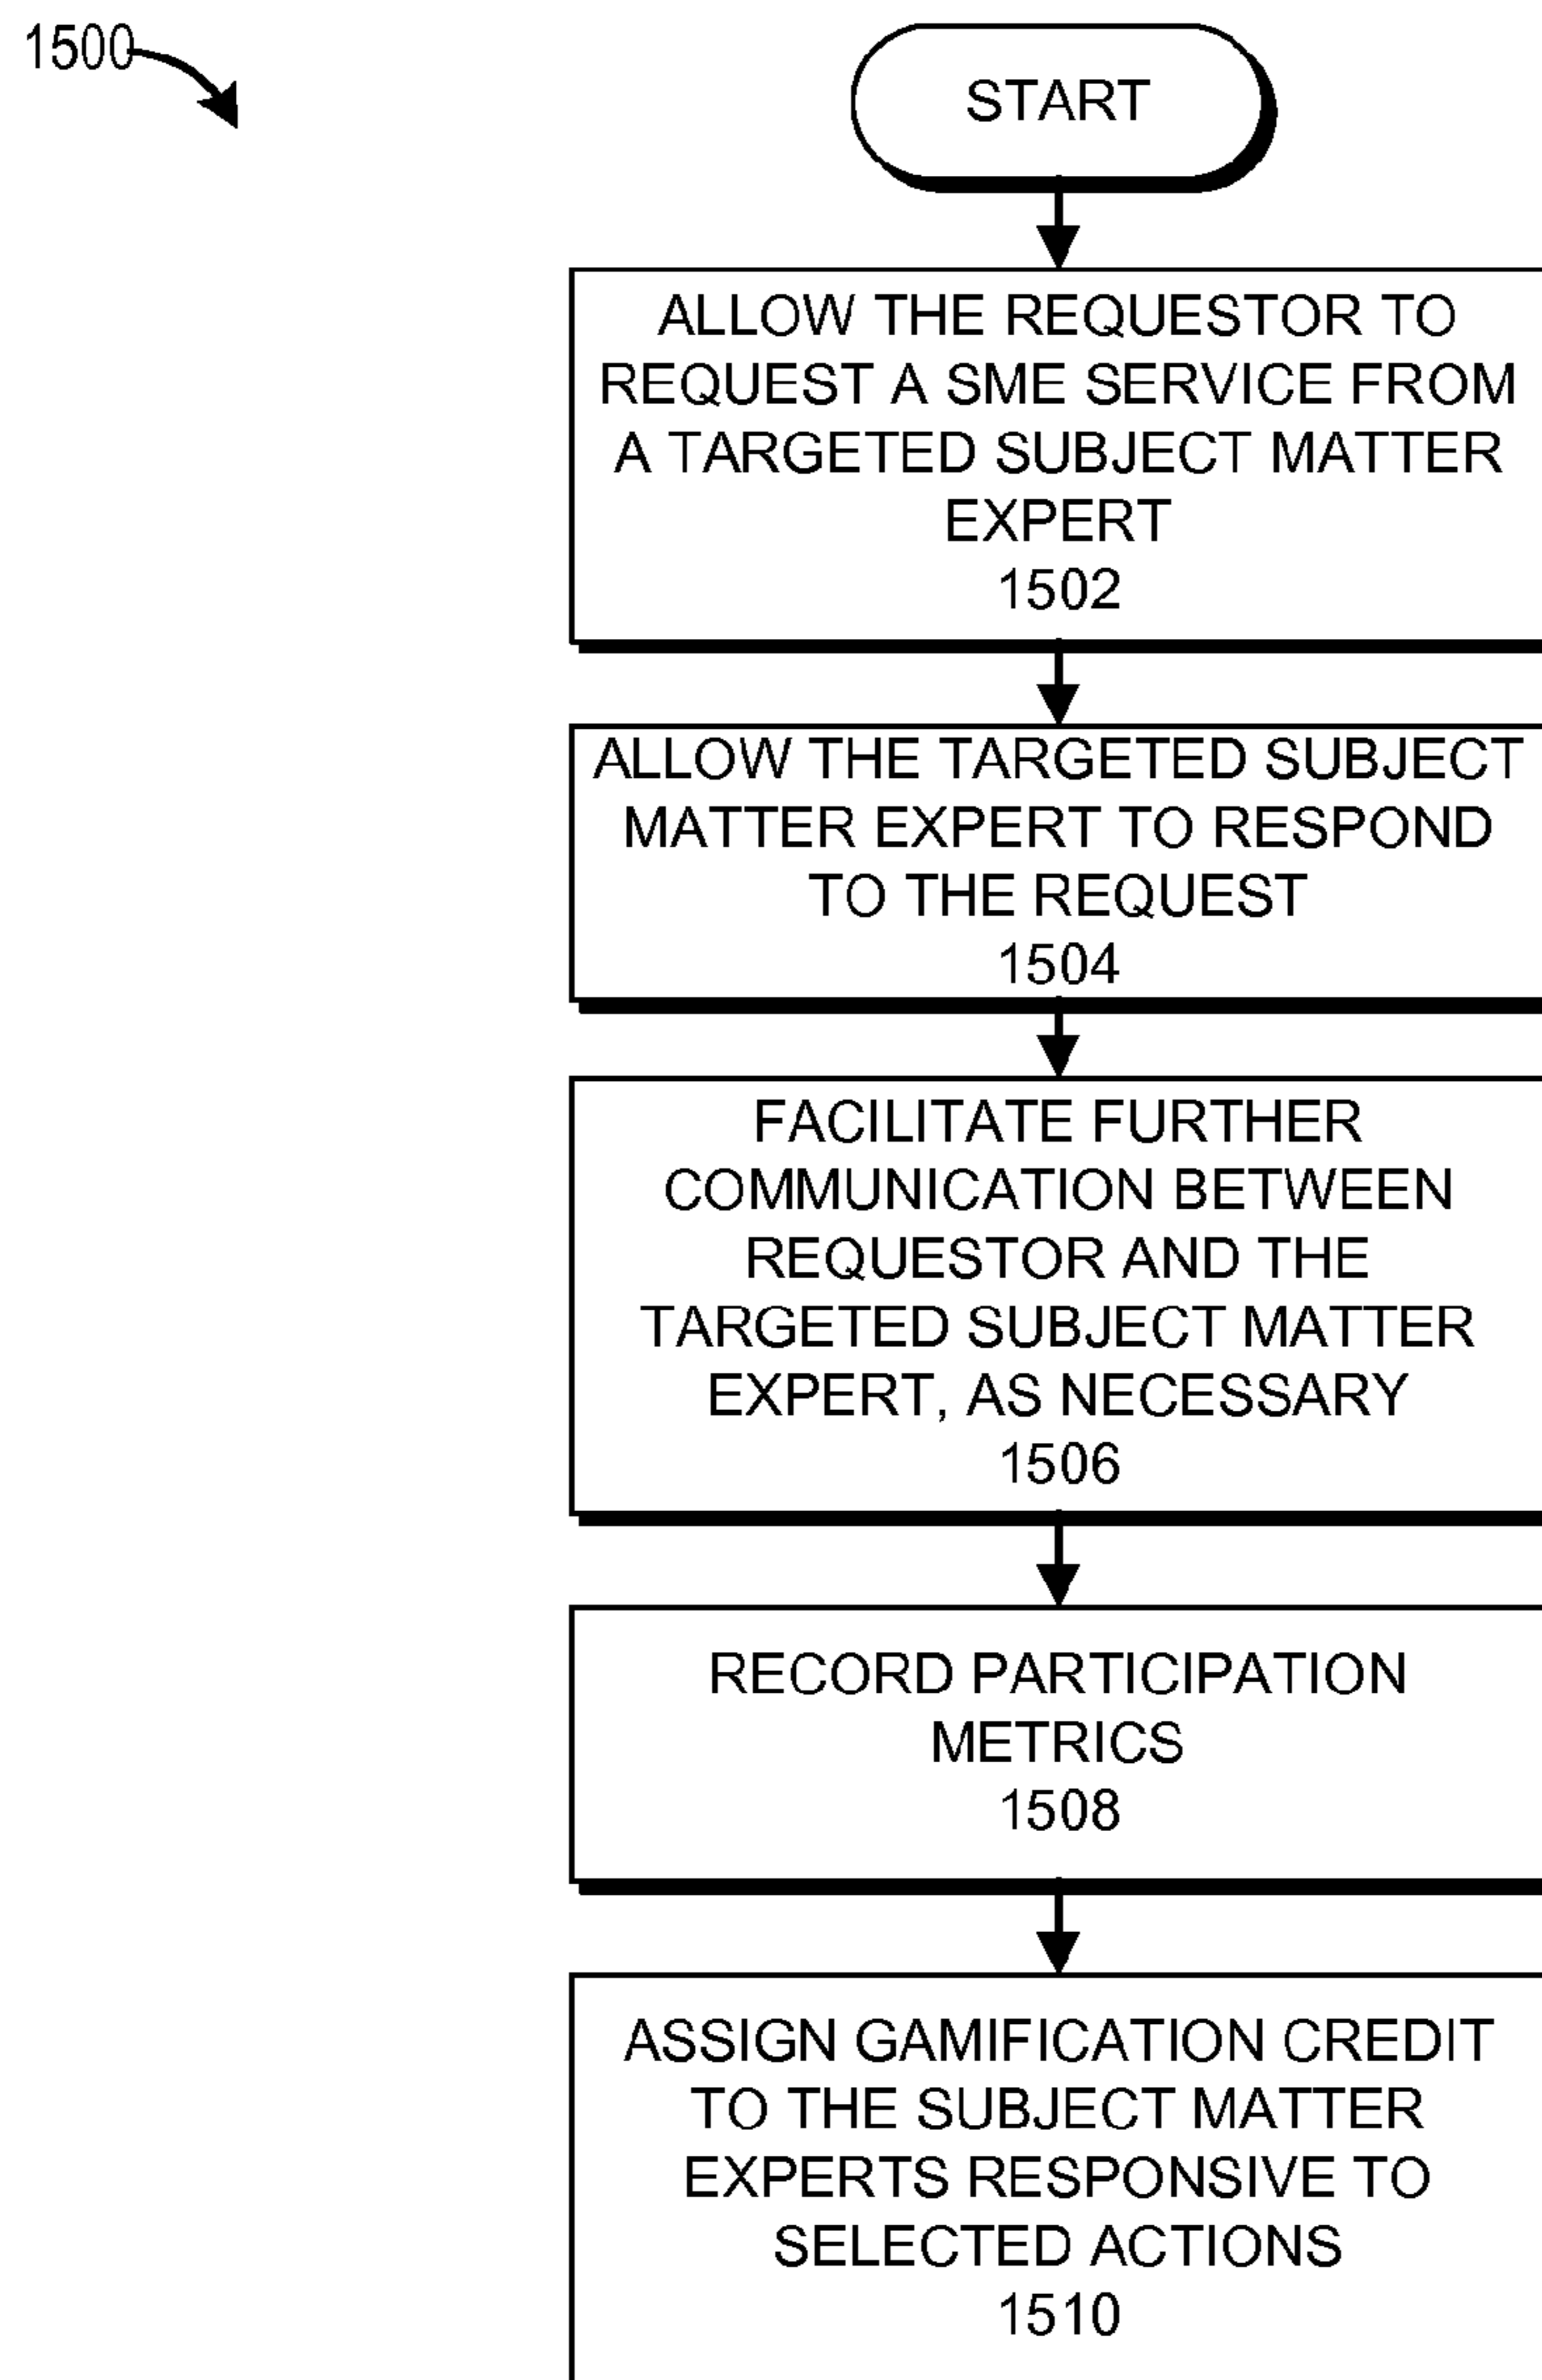 1500
START
ALLOW THE REQUESTOR TO
REQUEST A SME SERVICE FROM
A TARGETED SUBJECT MATTER
EXPERT
1502
ALLOW THE TARGETED SUBJECT
MATTER EXPERT TO RESPOND
TO THE REQUEST
1504
FACILITATE FURTHER
COMMUNICATION BETWEEN
REQUESTOR AND THE
TARGETED SUBJECT MATTER
EXPERT, AS NECESSARY
1506
RECORD PARTICIPATION
METRICS
1508
ASSIGN GAMIFICATION CREDIT
TO THE SUBJECT MATTER
EXPERTS RESPONSIVE TO
SELECTED ACTIONS
1510